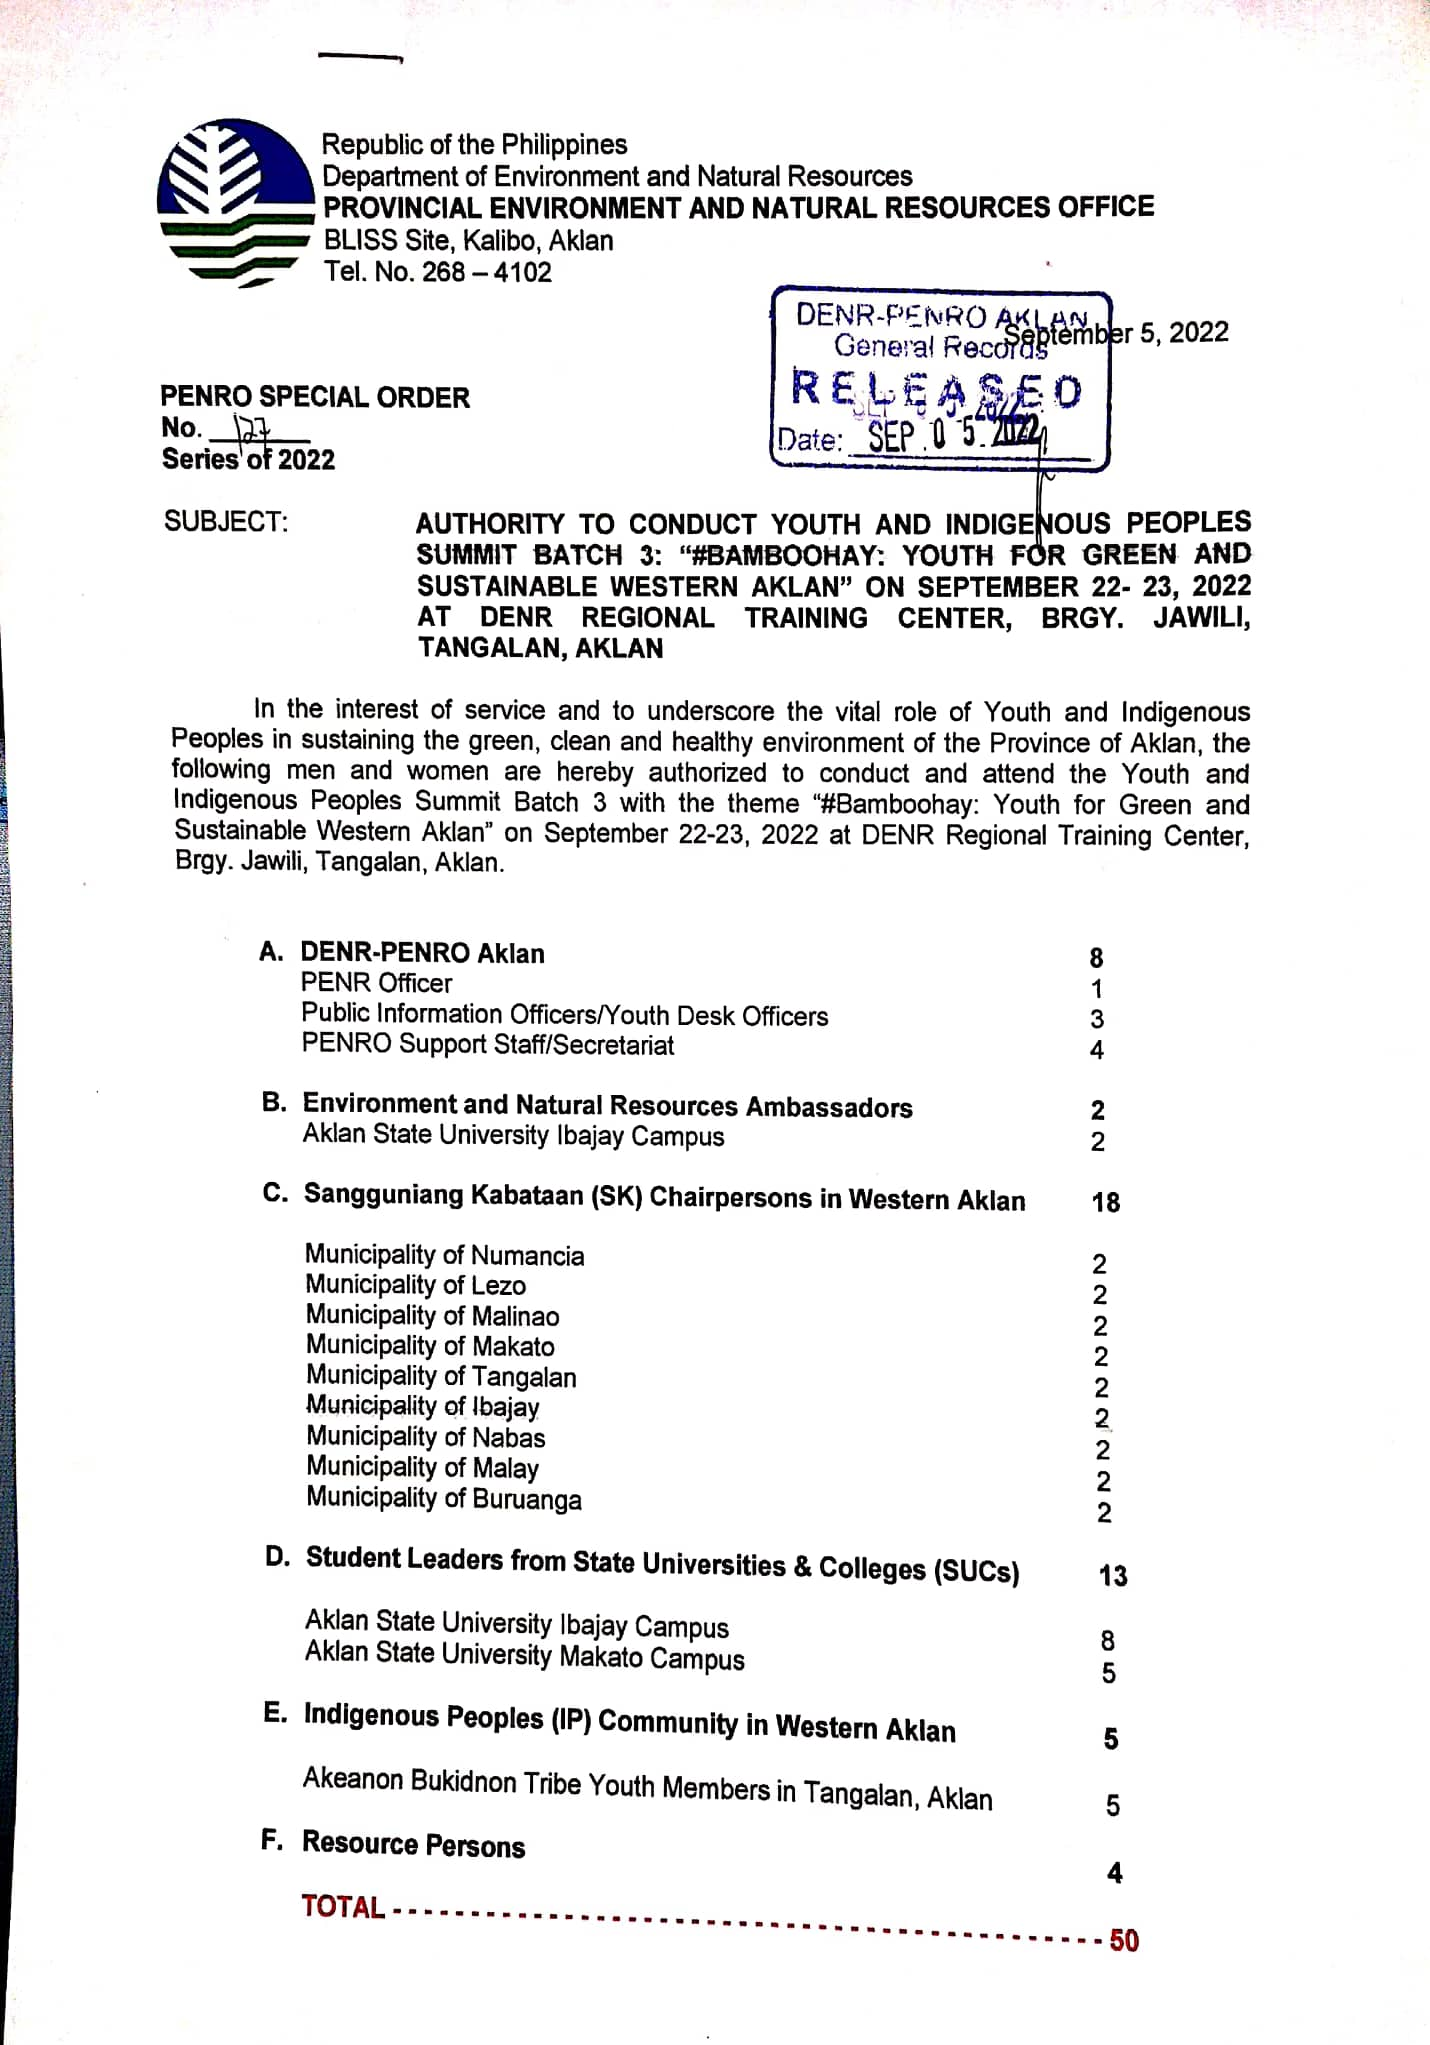 Republic of the Philippines
Department of Environment and Natural Resources
PROVINCIAL ENVIRONMENT AND NATURAL RESOURCES OFFICE
BLISS Site, Kalibo, Aklan
Tel. No. 268 – 4102
DENR-PENRO AKLAN
General Records
RELEASED
Date: SEP 05 2022
September 5, 2022
PENRO SPECIAL ORDER
No. 127
Series of 2022
SUBJECT: AUTHORITY TO CONDUCT YOUTH AND INDIGENOUS PEOPLES
SUMMIT BATCH 3: “#BAMBOOHAY: YOUTH FOR GREEN AND
SUSTAINABLE WESTERN AKLAN” ON SEPTEMBER 22- 23, 2022
AT DENR REGIONAL TRAINING CENTER, BRGY. JAWILI,
TANGALAN, AKLAN
In the interest of service and to underscore the vital role of Youth and Indigenous
Peoples in sustaining the green, clean and healthy environment of the Province of Aklan, the
following men and women are hereby authorized to conduct and attend the Youth and
Indigenous Peoples Summit Batch 3 with the theme “#Bamboohay: Youth for Green and
Sustainable Western Aklan” on September 22-23, 2022 at DENR Regional Training Center,
Brgy. Jawili, Tangalan, Aklan.
A. DENR-PENRO Aklan 8
PENR Officer 1
Public Information Officers/Youth Desk Officers 3
PENRO Support Staff/Secretariat 4
B. Environment and Natural Resources Ambassadors 2
Aklan State University Ibajay Campus 2
C. Sangguniang Kabataan (SK) Chairpersons in Western Aklan 18
Municipality of Numancia 2
Municipality of Lezo 2
Municipality of Malinao 2
Municipality of Makato 2
Municipality of Tangalan 2
Municipality of Ibajay 2
Municipality of Nabas 2
Municipality of Malay 2
Municipality of Buruanga 2
D. Student Leaders from State Universities & Colleges (SUCs) 13
Aklan State University Ibajay Campus 8
Aklan State University Makato Campus 5
E. Indigenous Peoples (IP) Community in Western Aklan 5
Akeanon Bukidnon Tribe Youth Members in Tangalan, Aklan 5
F. Resource Persons 4
TOTAL ---------------------------------------------- 50